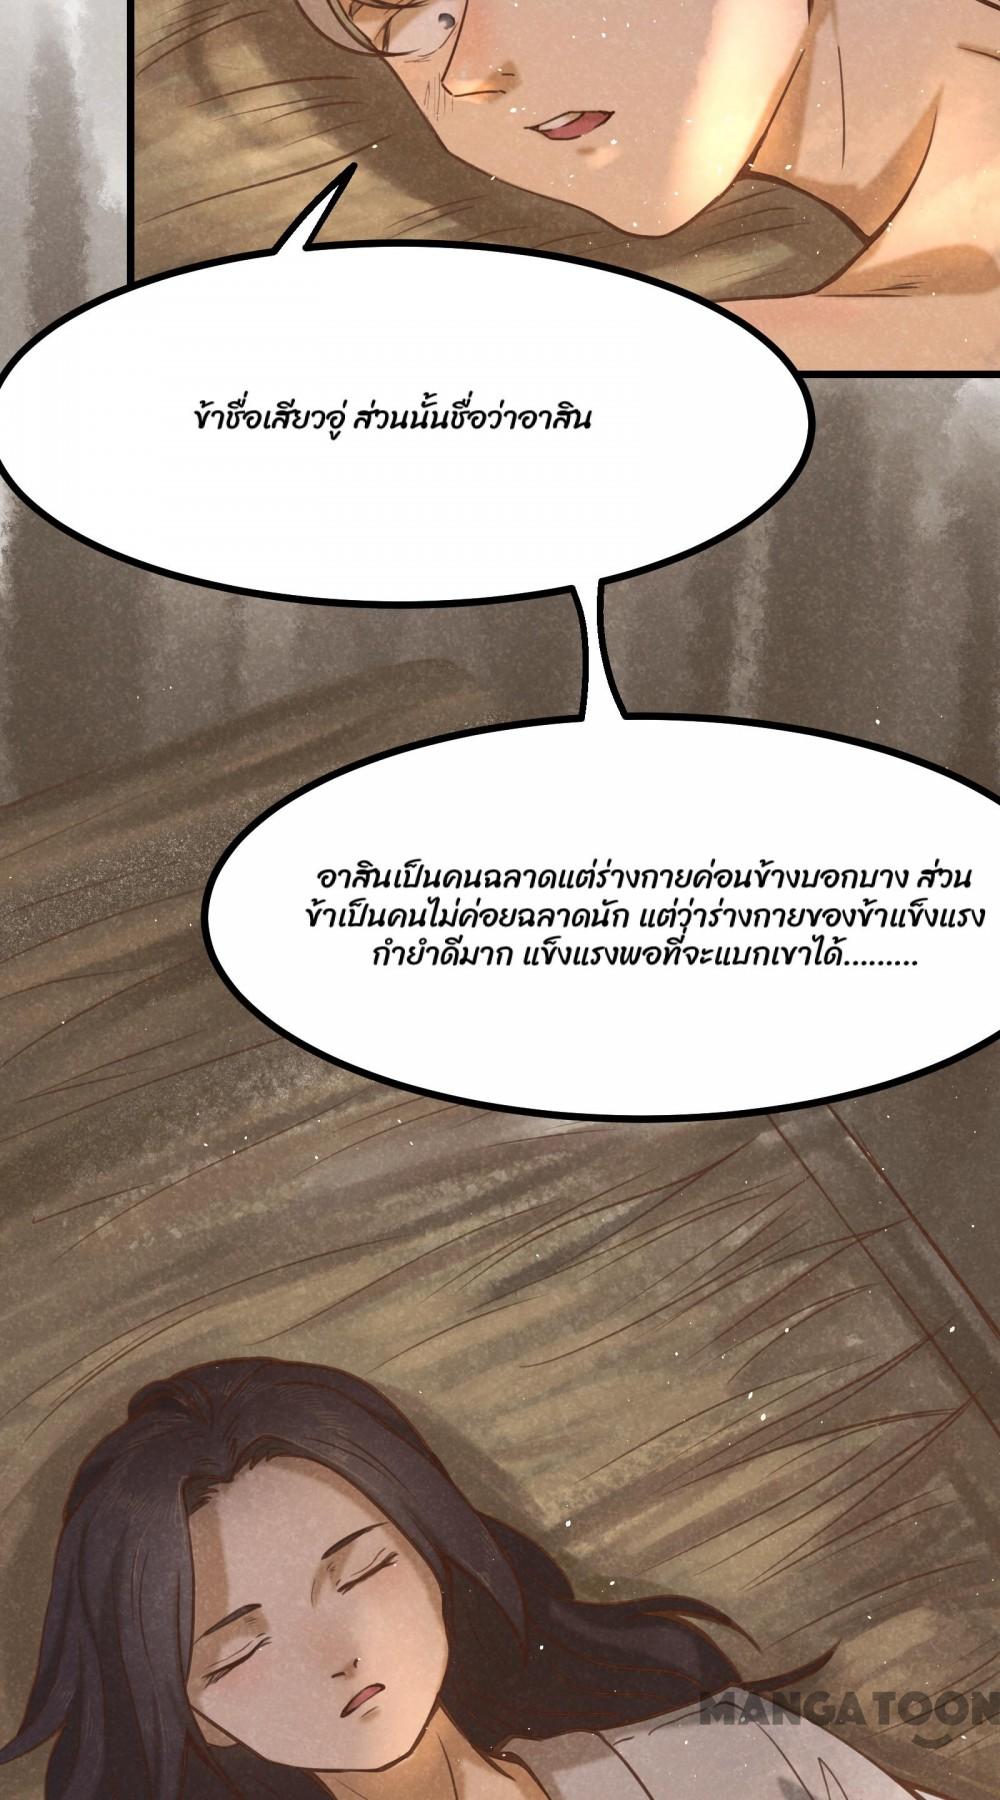 ข้าชื่อเสียวอู่ ส่วนนั้นชื่อว่าอาสิน
อาสินเป็นคนฉลาดแต่ร่างกายค่อนข้างบอกบาง ส่วน
ข้าเป็นคนไม่ค่อยฉลาดนัก แต่ว่าร่างกายของข้าแข็งแรง
กำยำดีมาก แข็งแรงพอที่จะแบกเขาได้.........
MANGATOON